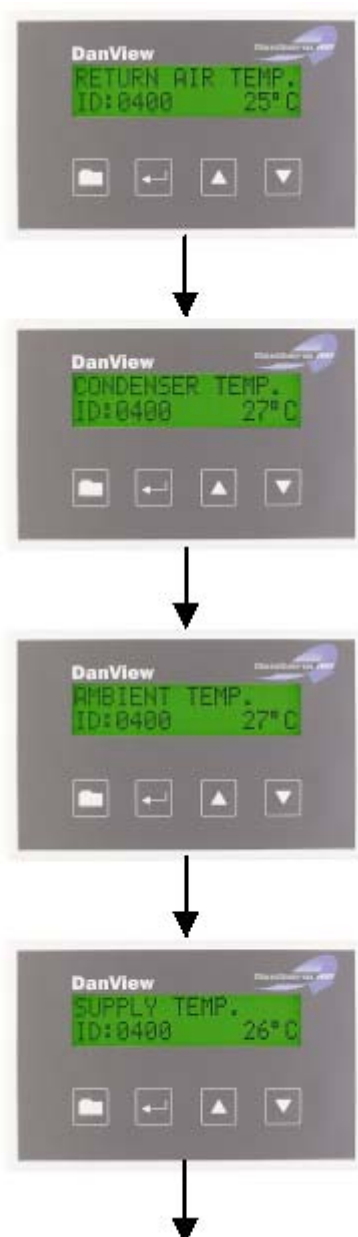 DanView
RETURN AIR TEMP.
ID:0400 25°C
DanView
CONDENSER TEMP.
ID:0400 27°C
DanView
AMBIENT TEMP.
ID:0400 27°C
DanView
SUPPLY TEMP.
ID:0400 26°C